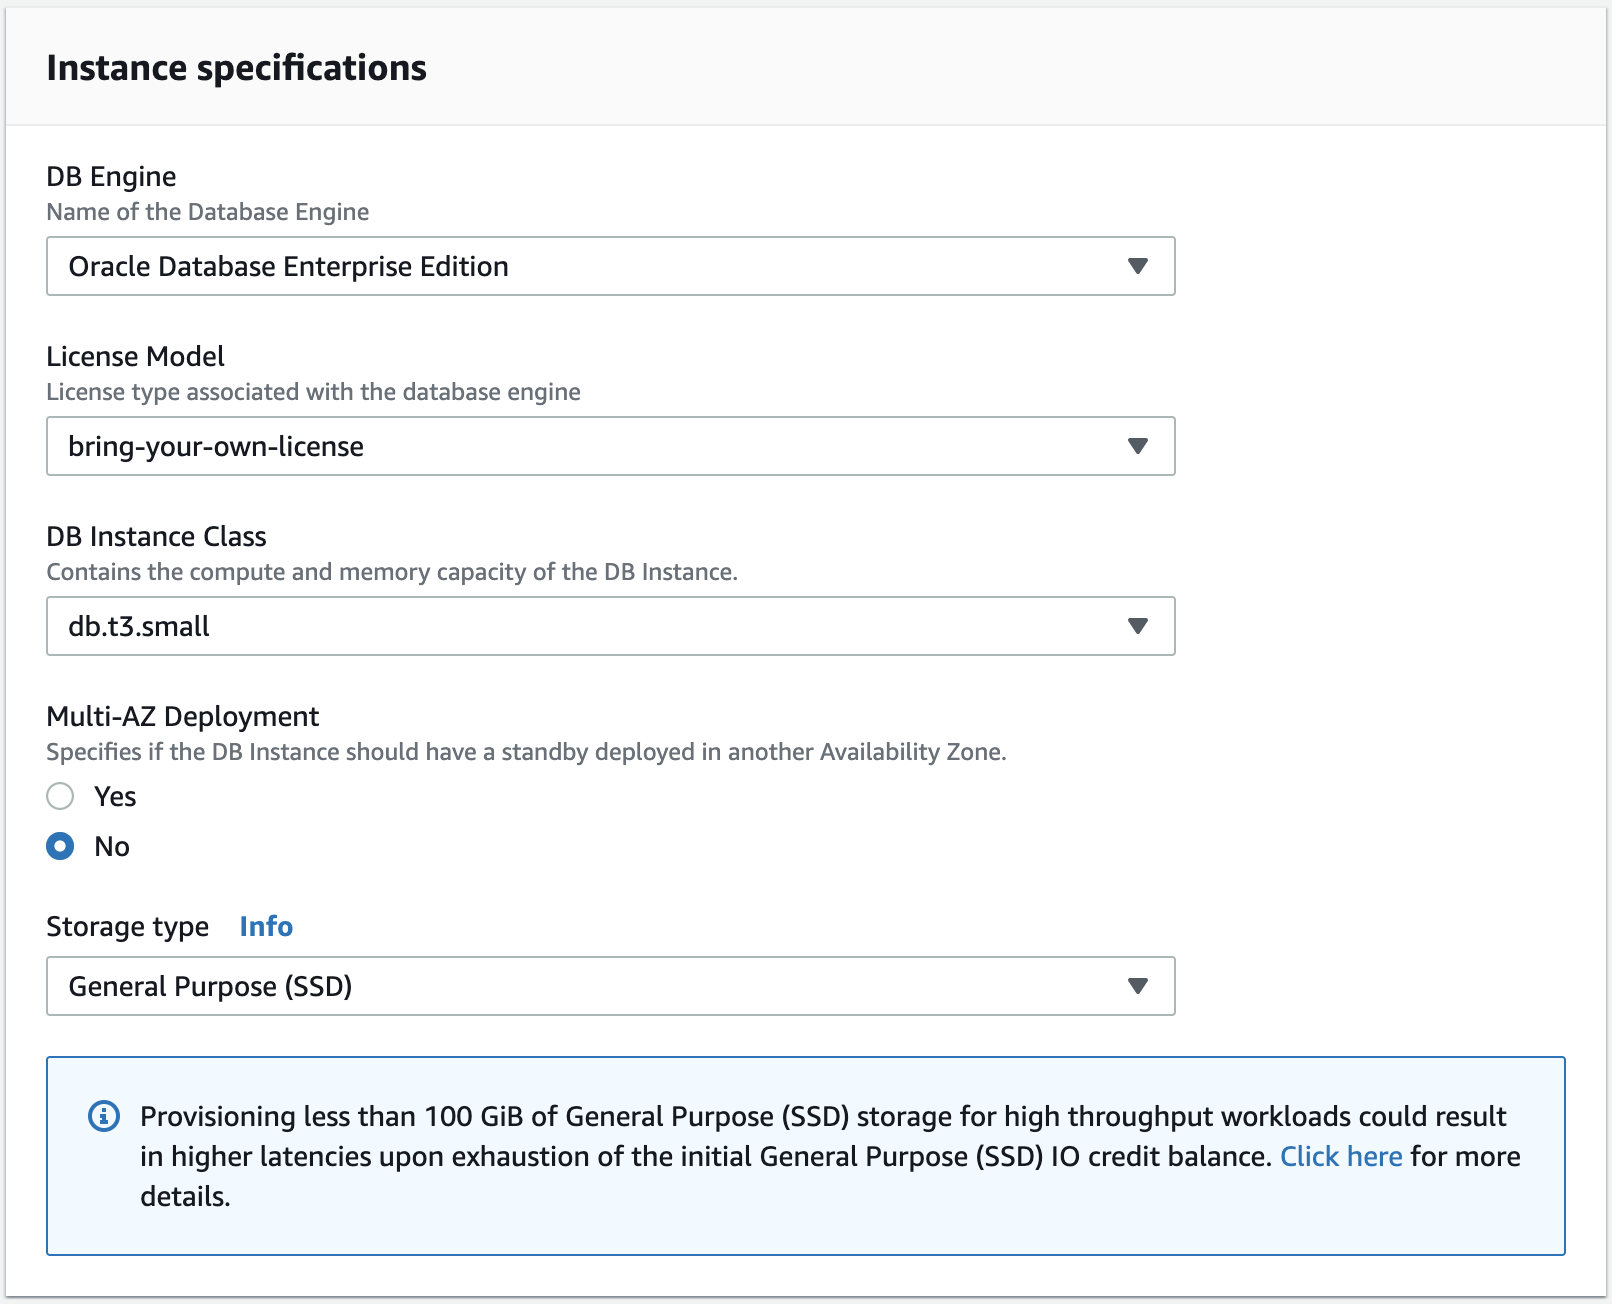 Instance specifications
DB Engine
Name of the Database Engine
Oracle Database Enterprise Edition
License Model
License type associated with the database engine
bring-your-own-license
DB Instance Class
Contains the compute and memory capacity of the DB Instance.
db.t3.small
Multi-AZ Deployment
Specifies if the DB Instance should have a standby deployed in another Availability Zone.
Yes
No
Storage type Info
General Purpose (SSD)
Provisioning less than 100 GiB of General Purpose (SSD) storage for high throughput workloads could result
in higher latencies upon exhaustion of the initial General Purpose (SSD) IO credit balance. Click here for more
details.